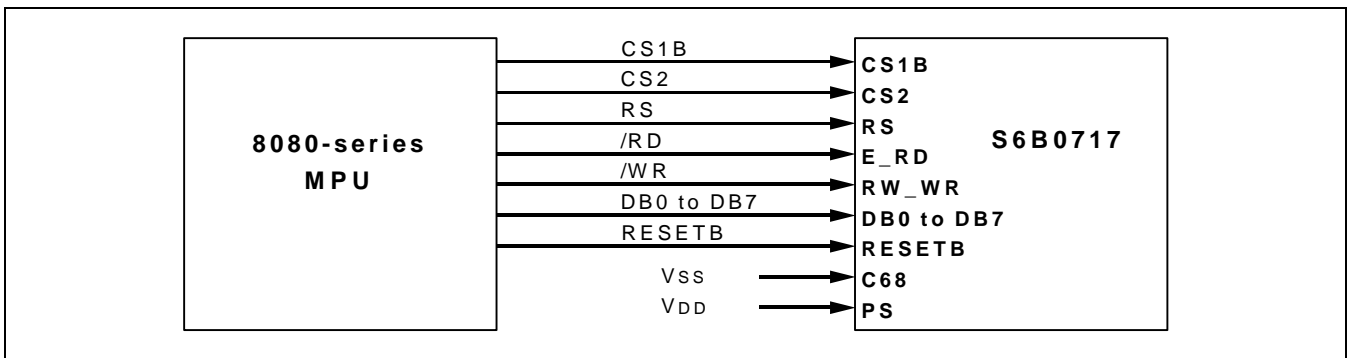 8080-series
MPU
CS1B
CS2
RS
/RD
/WR
DB0 to DB7
RESETB
VSS
VDD
CS1B
CS2
RS
E_RD
RW_WR
DB0 to DB7
RESETB
C68
PS
S6B0717